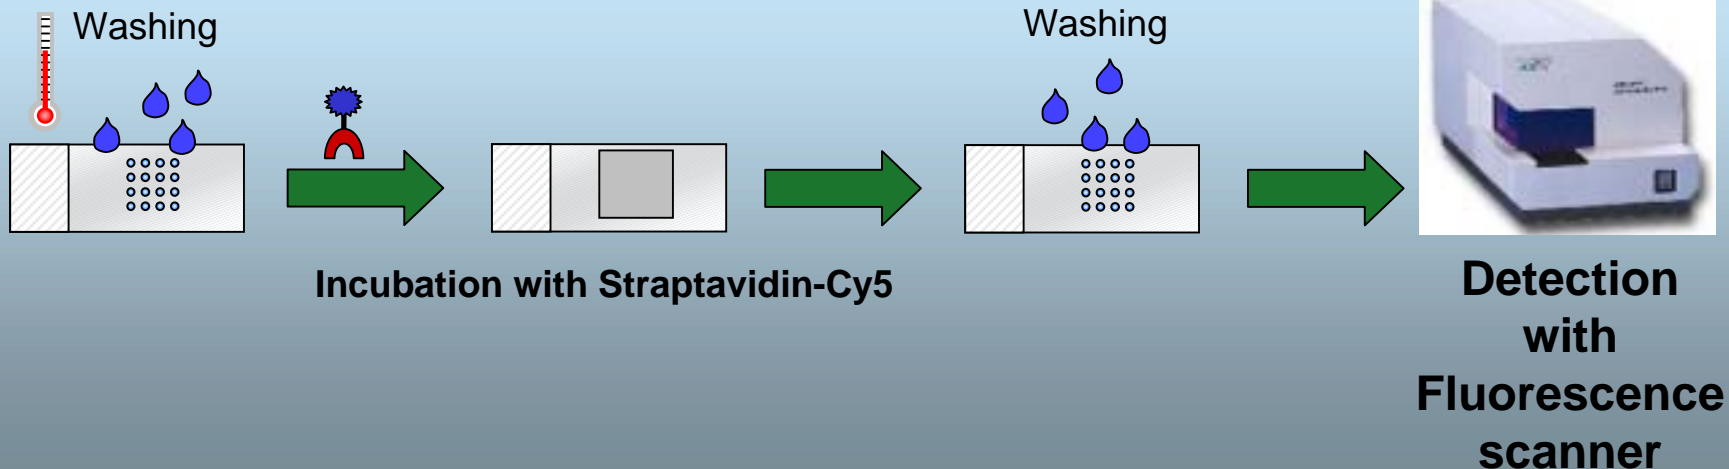 Washing
Washing
Incubation with Straptavidin-Cy5
Detection
with
Fluorescence
scanner